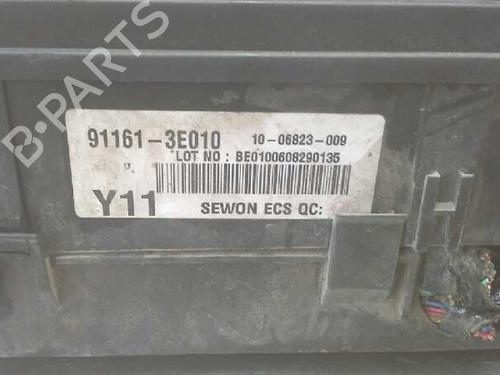 91161-3E010 10-06823-009
LOT NO : BE0100608290135
Y11 SEWON ECS QC:
B-PARTS